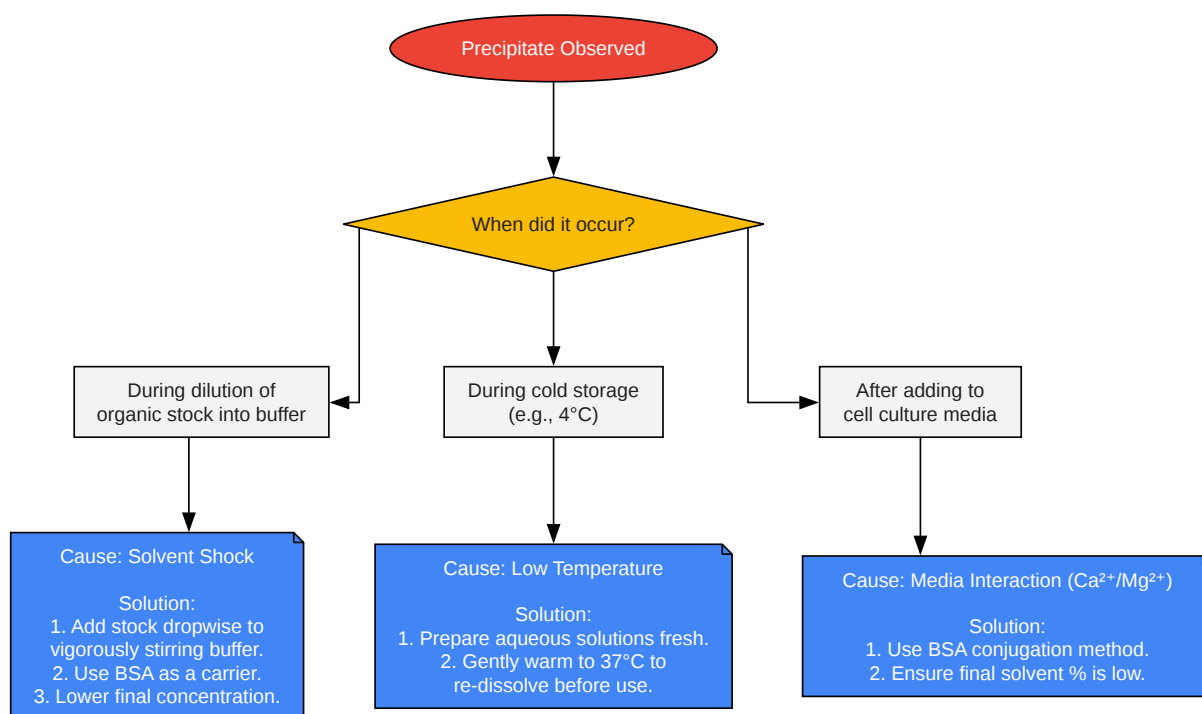 Precipitate Observed
When did it occur?
During dilution of
organic stock into buffer
During cold storage
(e.g., 4°C)
After adding to
cell culture media
Cause: Solvent Shock
Solution:
1. Add stock dropwise to
vigorously stirring buffer.
2. Use BSA as a carrier.
3. Lower final concentration.
Cause: Low Temperature
Solution:
1. Prepare aqueous solutions fresh.
2. Gently warm to 37°C to
re-dissolve before use.
Cause: Media Interaction (Ca²⁺/Mg²⁺)
Solution:
1. Use BSA conjugation method.
2. Ensure final solvent % is low.